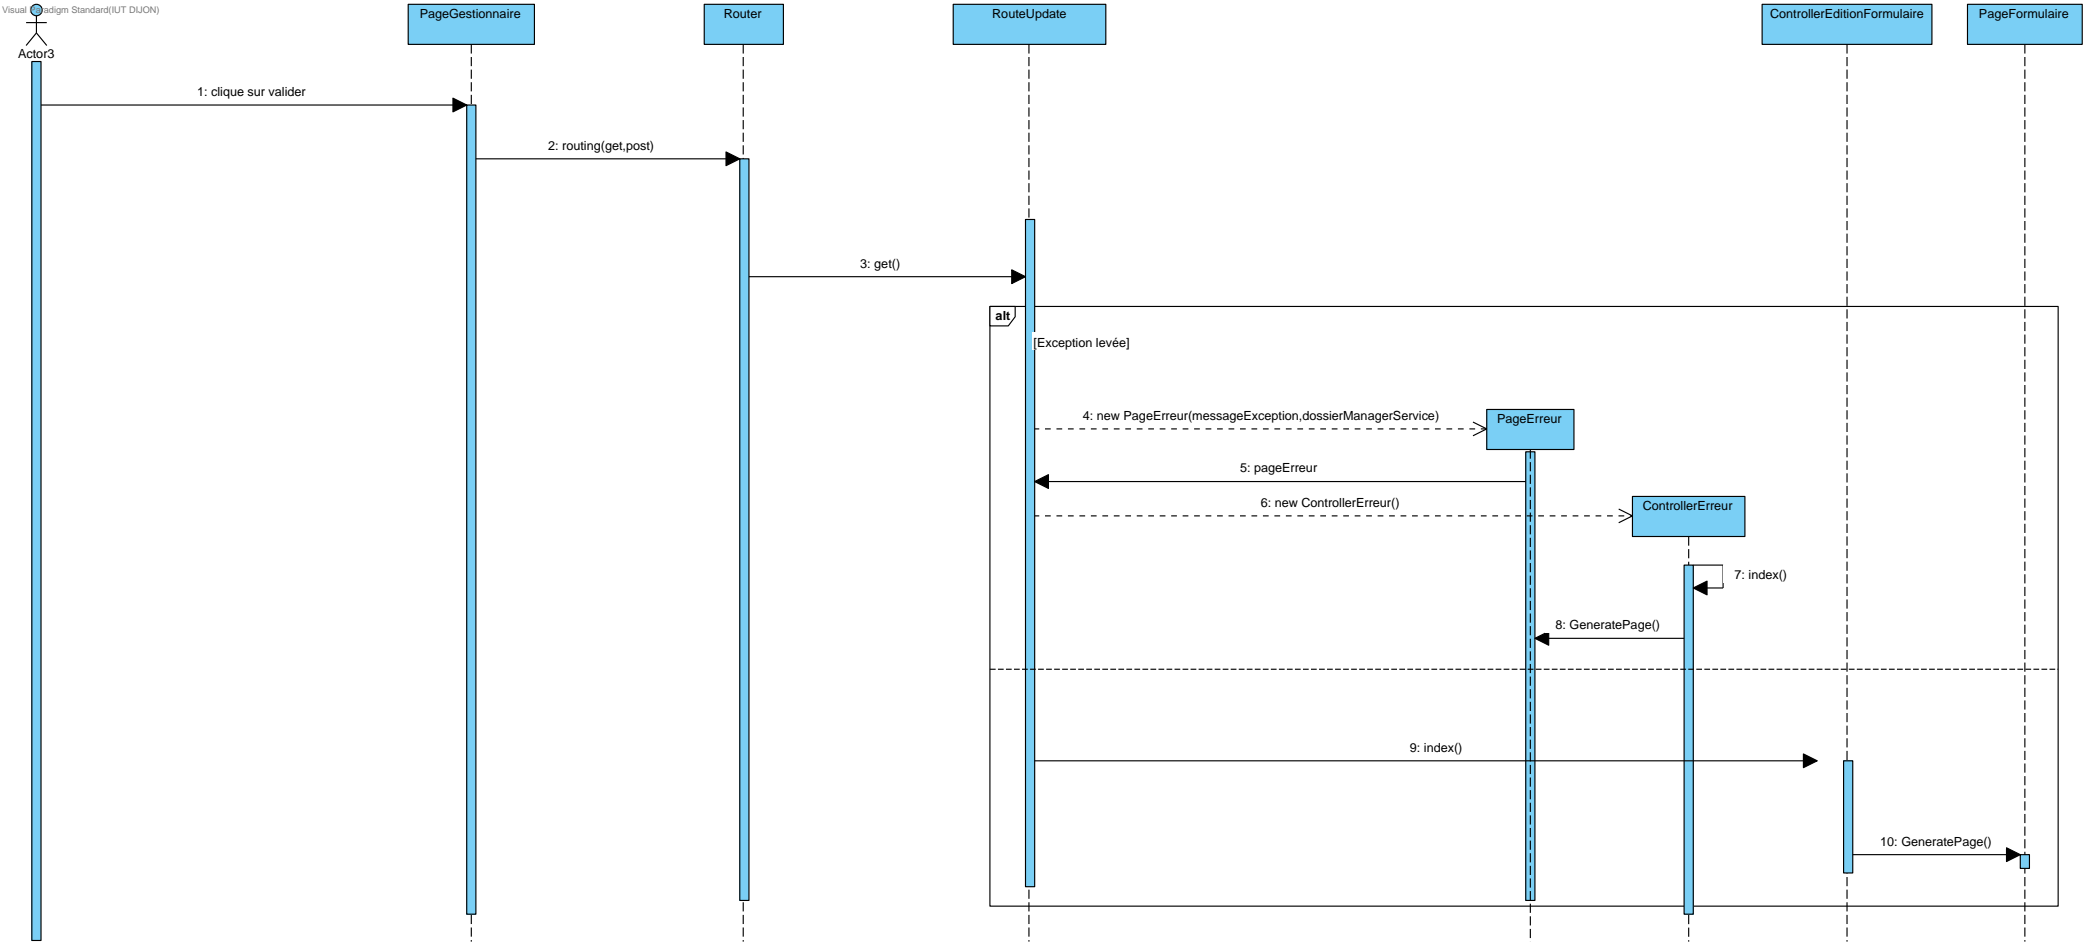 Visual Paradigm Standard(IUT DIJON)
Actor3
PageGestionnaire
Router
RouteUpdate
ControllerEditionFormulaire
PageFormulaire
1: clique sur valider
2: routing(get,post)
3: get()
alt
[Exception levée]
4: new PageErreur(messageException,dossierManagerService)
PageErreur
5: pageErreur
6: new ControllerErreur()
ControllerErreur
7: index()
8: GeneratePage()
9: index()
10: GeneratePage()